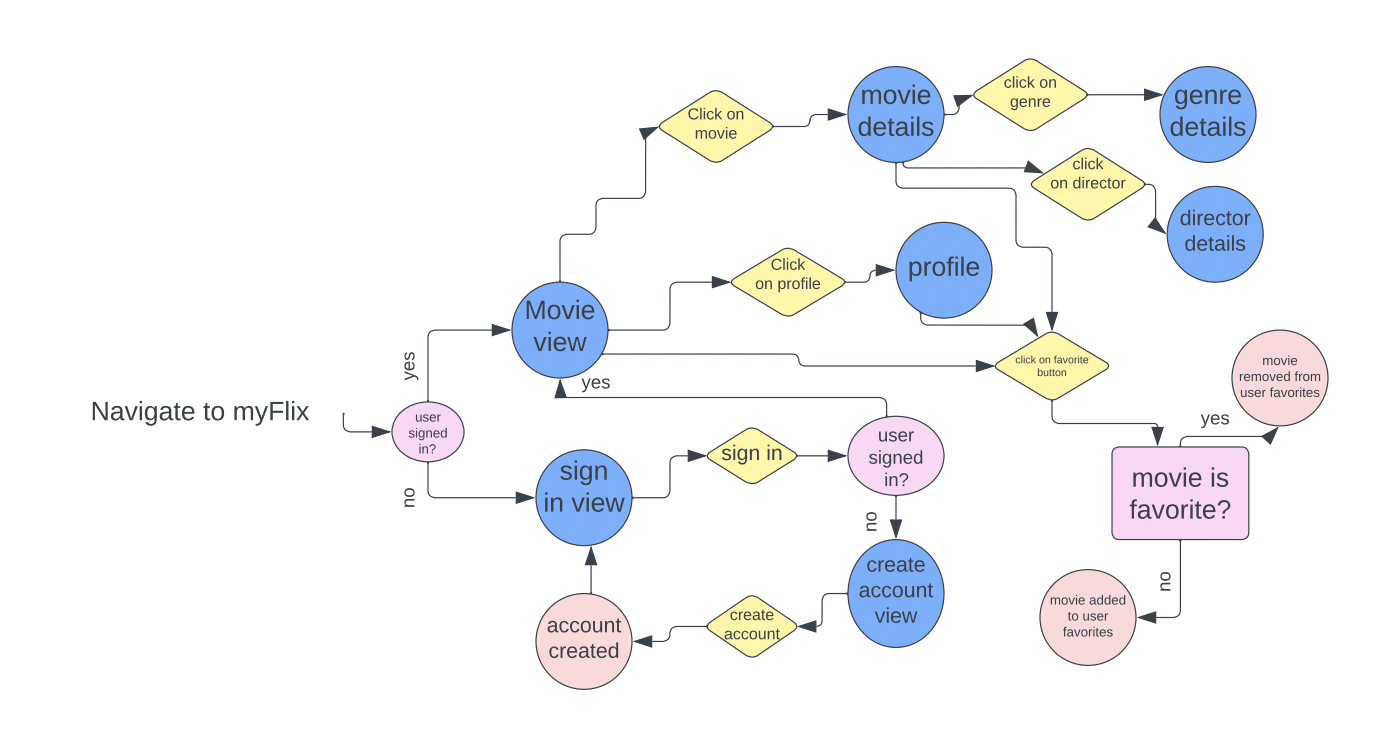 click on
genre
movie
details
genre
details
Click on
movie
click
on director
director
details
Click
on profile
profile
Movie
view
click on favorite
button
yes
yes
movie
removed from
user favorites
Navigate to myFlix
user
signed
in?
yes
user
signed
in?
sign in
sign
in view
movie is
favorite?
no
no
create
account
view
no
movie added
to user
favorites
create
account
account
created